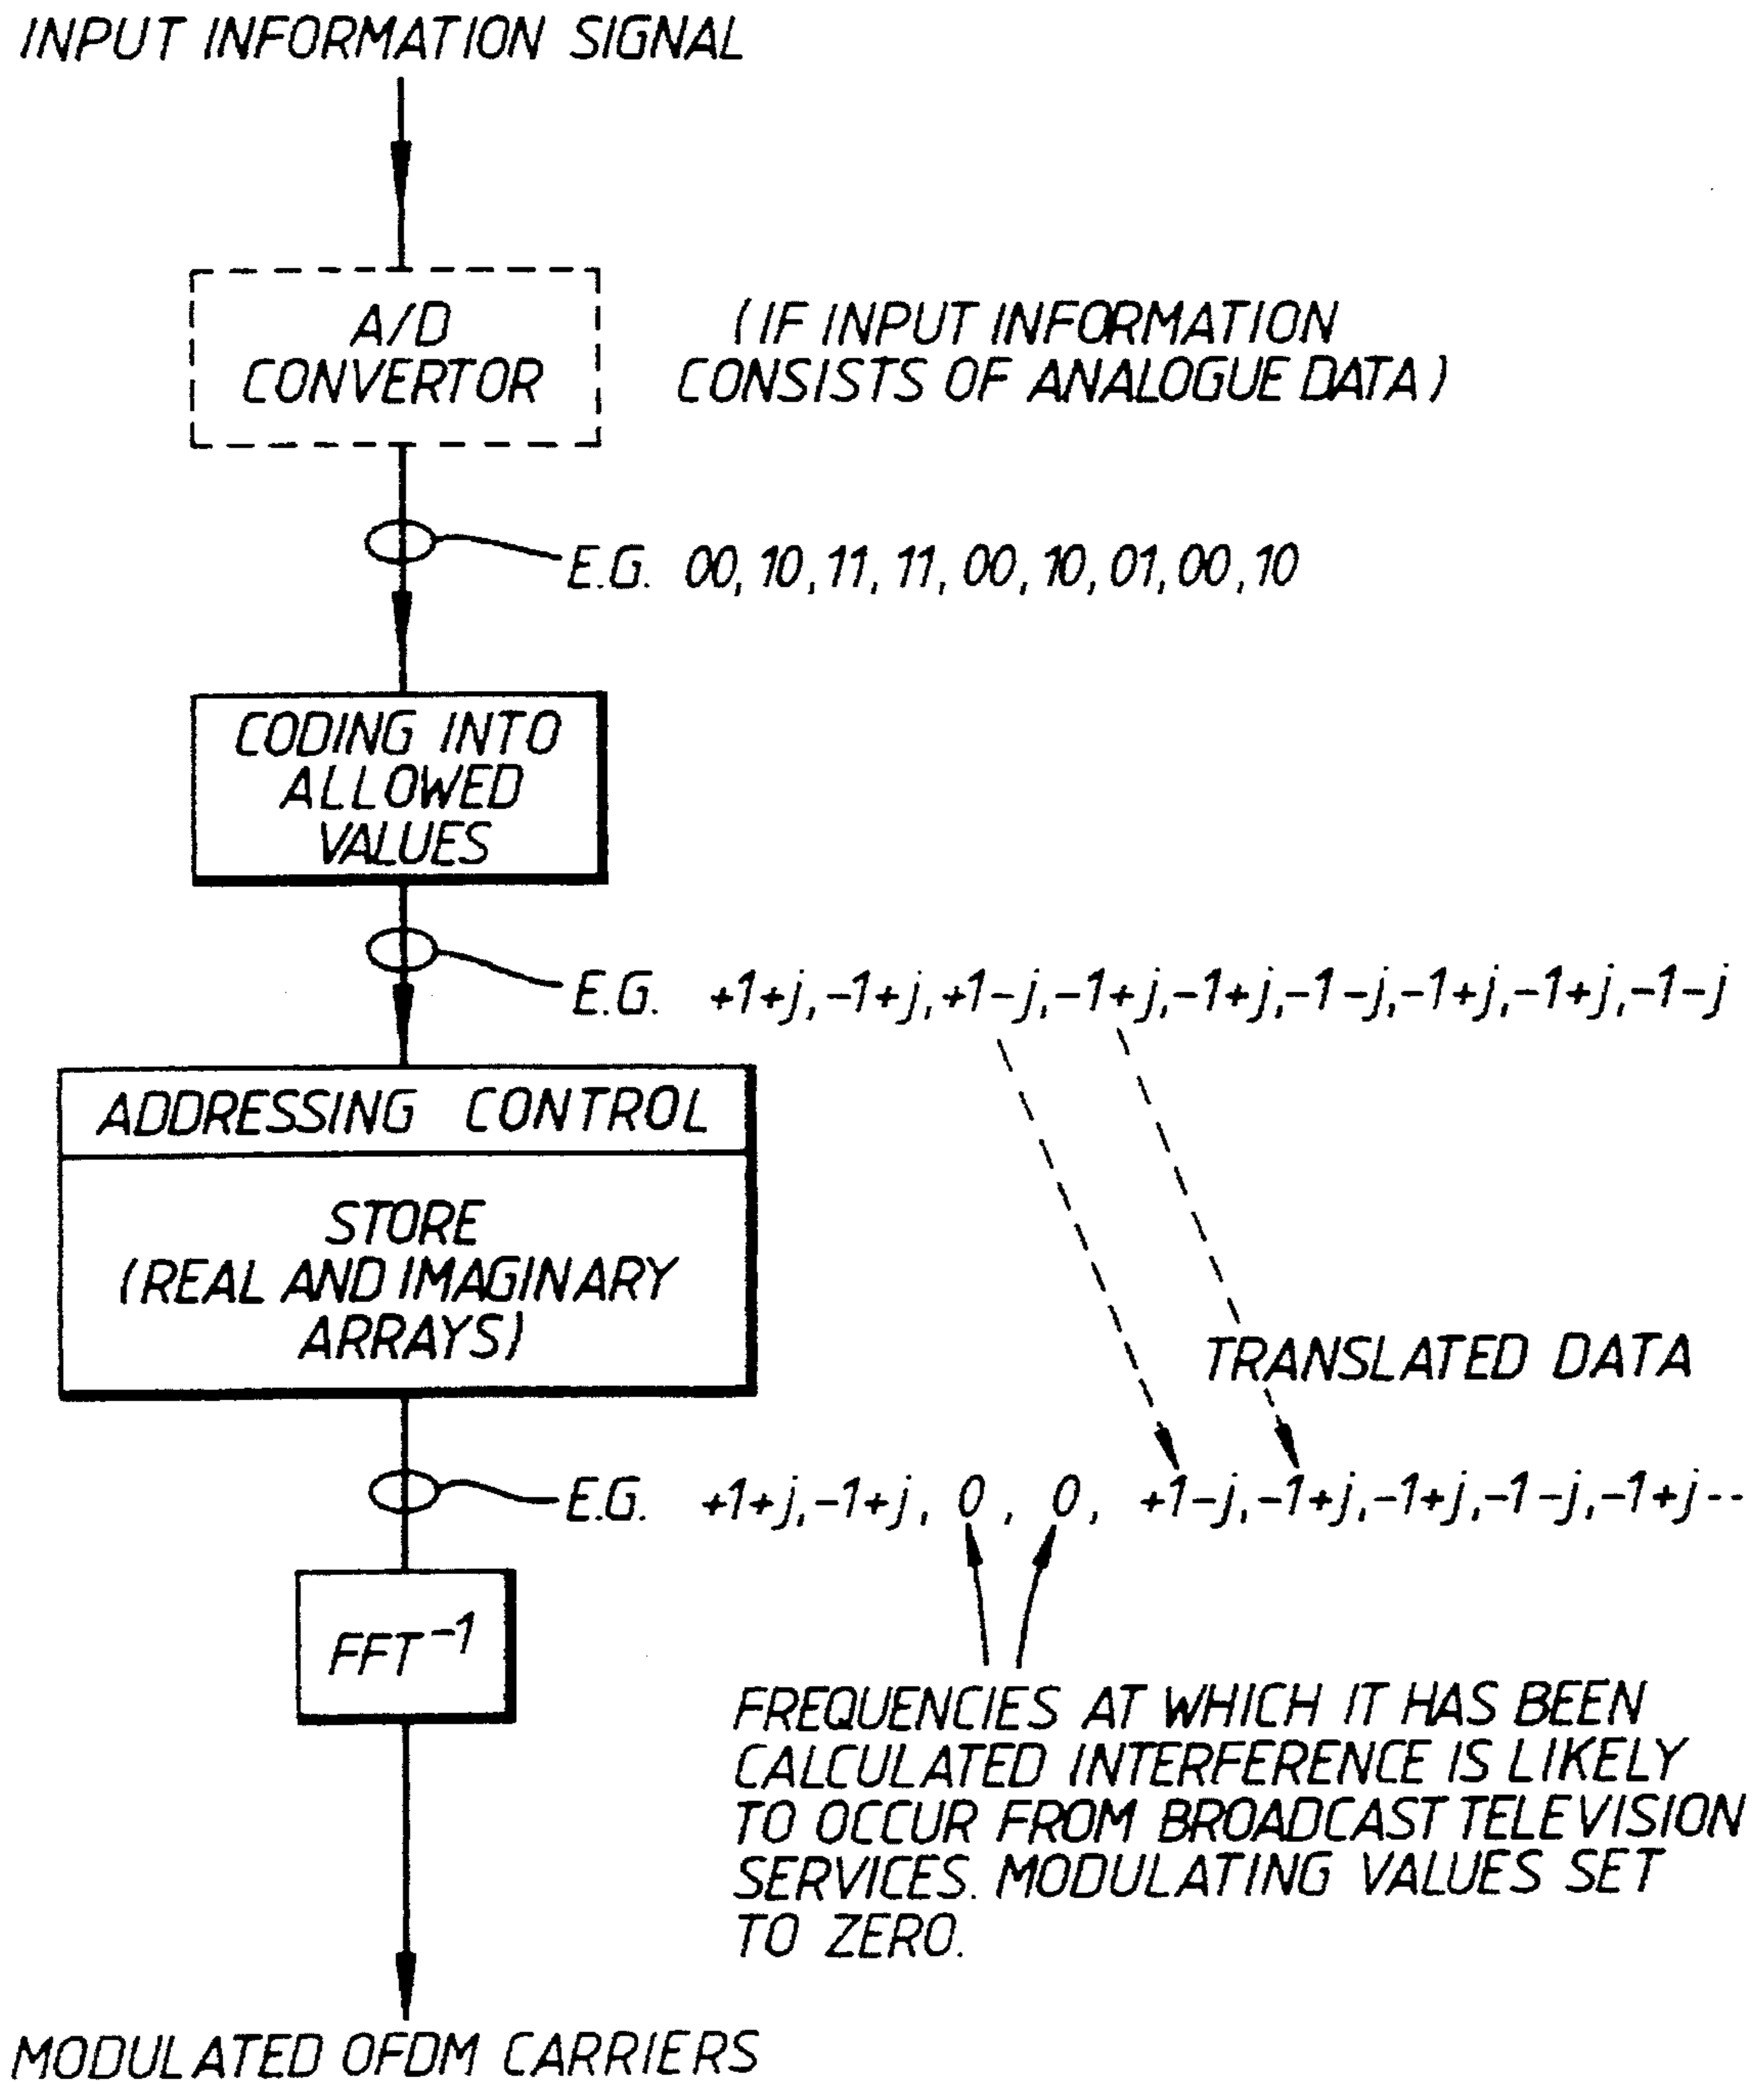 INPUT INFORMATION SIGNAL
A/D
CONVERTOR
(IF INPUT INFORMATION
CONSISTS OF ANALOGUE DATA)
E.G. 00, 10, 11, 11, 00, 10, 01, 00, 10
CODING INTO
ALLOWED
VALUES
E.G. +1+j, -1+j, +1-j, -1+j, -1+j, -1-j, -1+j, -1+j, -1-j
ADDRESSING CONTROL
STORE
(REAL AND IMAGINARY
ARRAYS)
TRANSLATED DATA
E.G. +1+j, -1+j, 0, 0, +1-j, -1+j, -1+j, -1-j, -1+j--
FFT⁻¹
FREQUENCIES AT WHICH IT HAS BEEN
CALCULATED INTERFERENCE IS LIKELY
TO OCCUR FROM BROADCAST TELEVISION
SERVICES. MODULATING VALUES SET
TO ZERO.
MODULATED OFDM CARRIERS